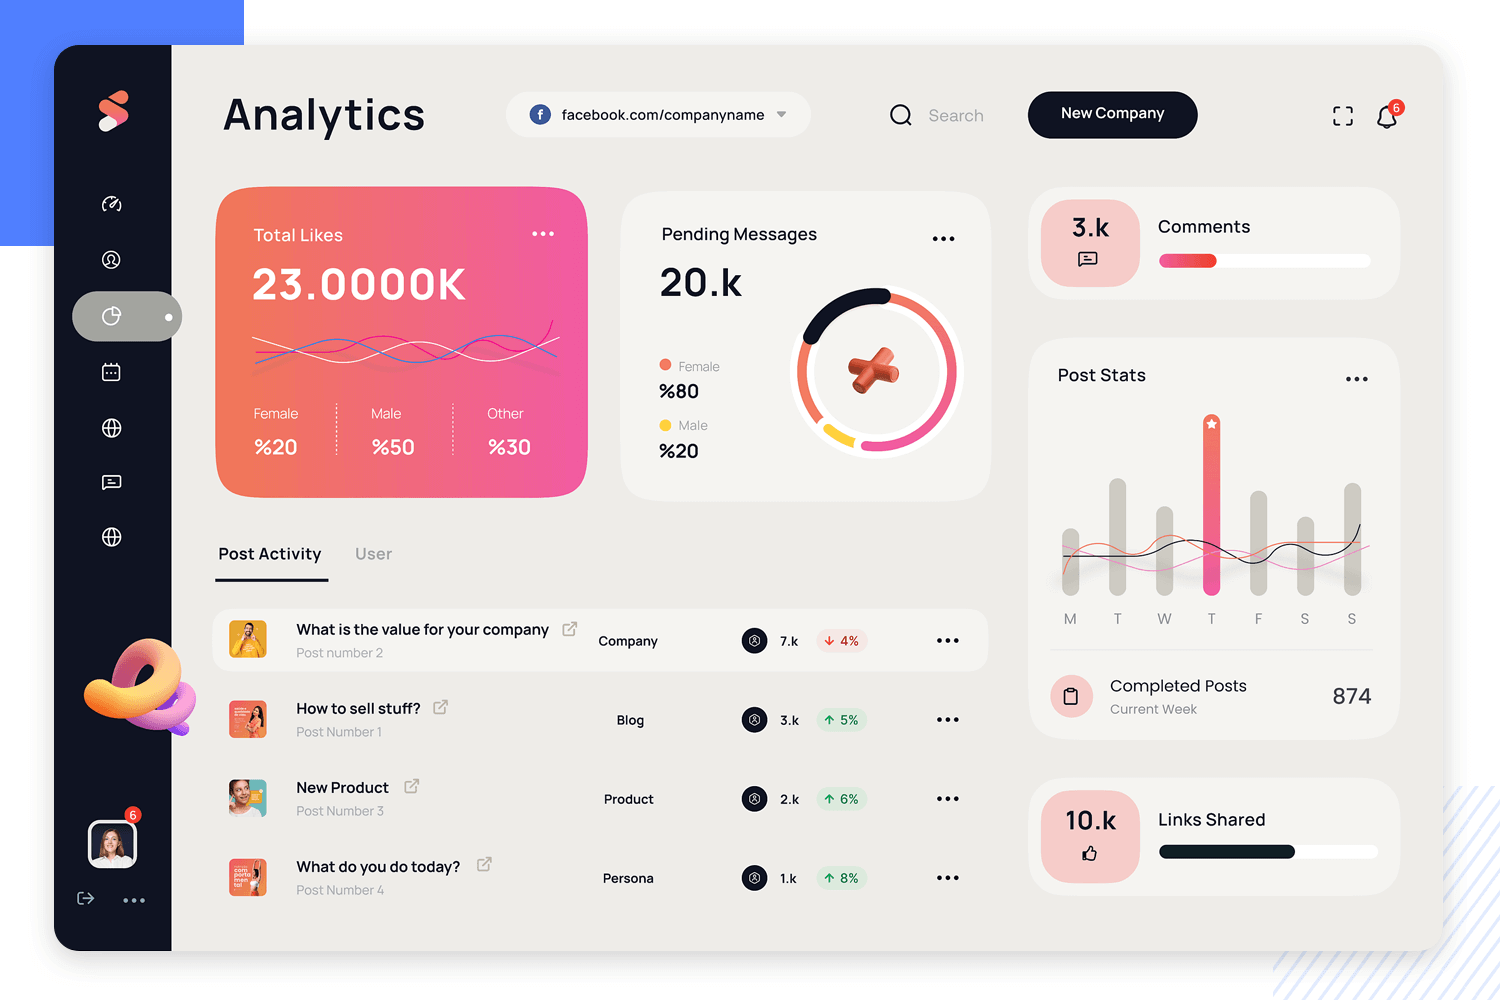 Analytics
f facebook.com/companyname
Search
New Company
6
Total Likes
23.0000K
Female Male Other
%20 %50 %30
Pending Messages
20.k
Female
%80
Male
%20
3.k
Comments
Post Stats
M T W T F S S
Completed Posts
Current Week
874
10.k
Links Shared
Post Activity User
What is the value for your company
Post number 2
Company
7.k
4%
How to sell stuff?
Post Number 1
Blog
3.k
5%
New Product
Post Number 3
Product
2.k
6%
com
porta
men
tal
What do you do today?
Post Number 4
Persona
1.k
8%
6